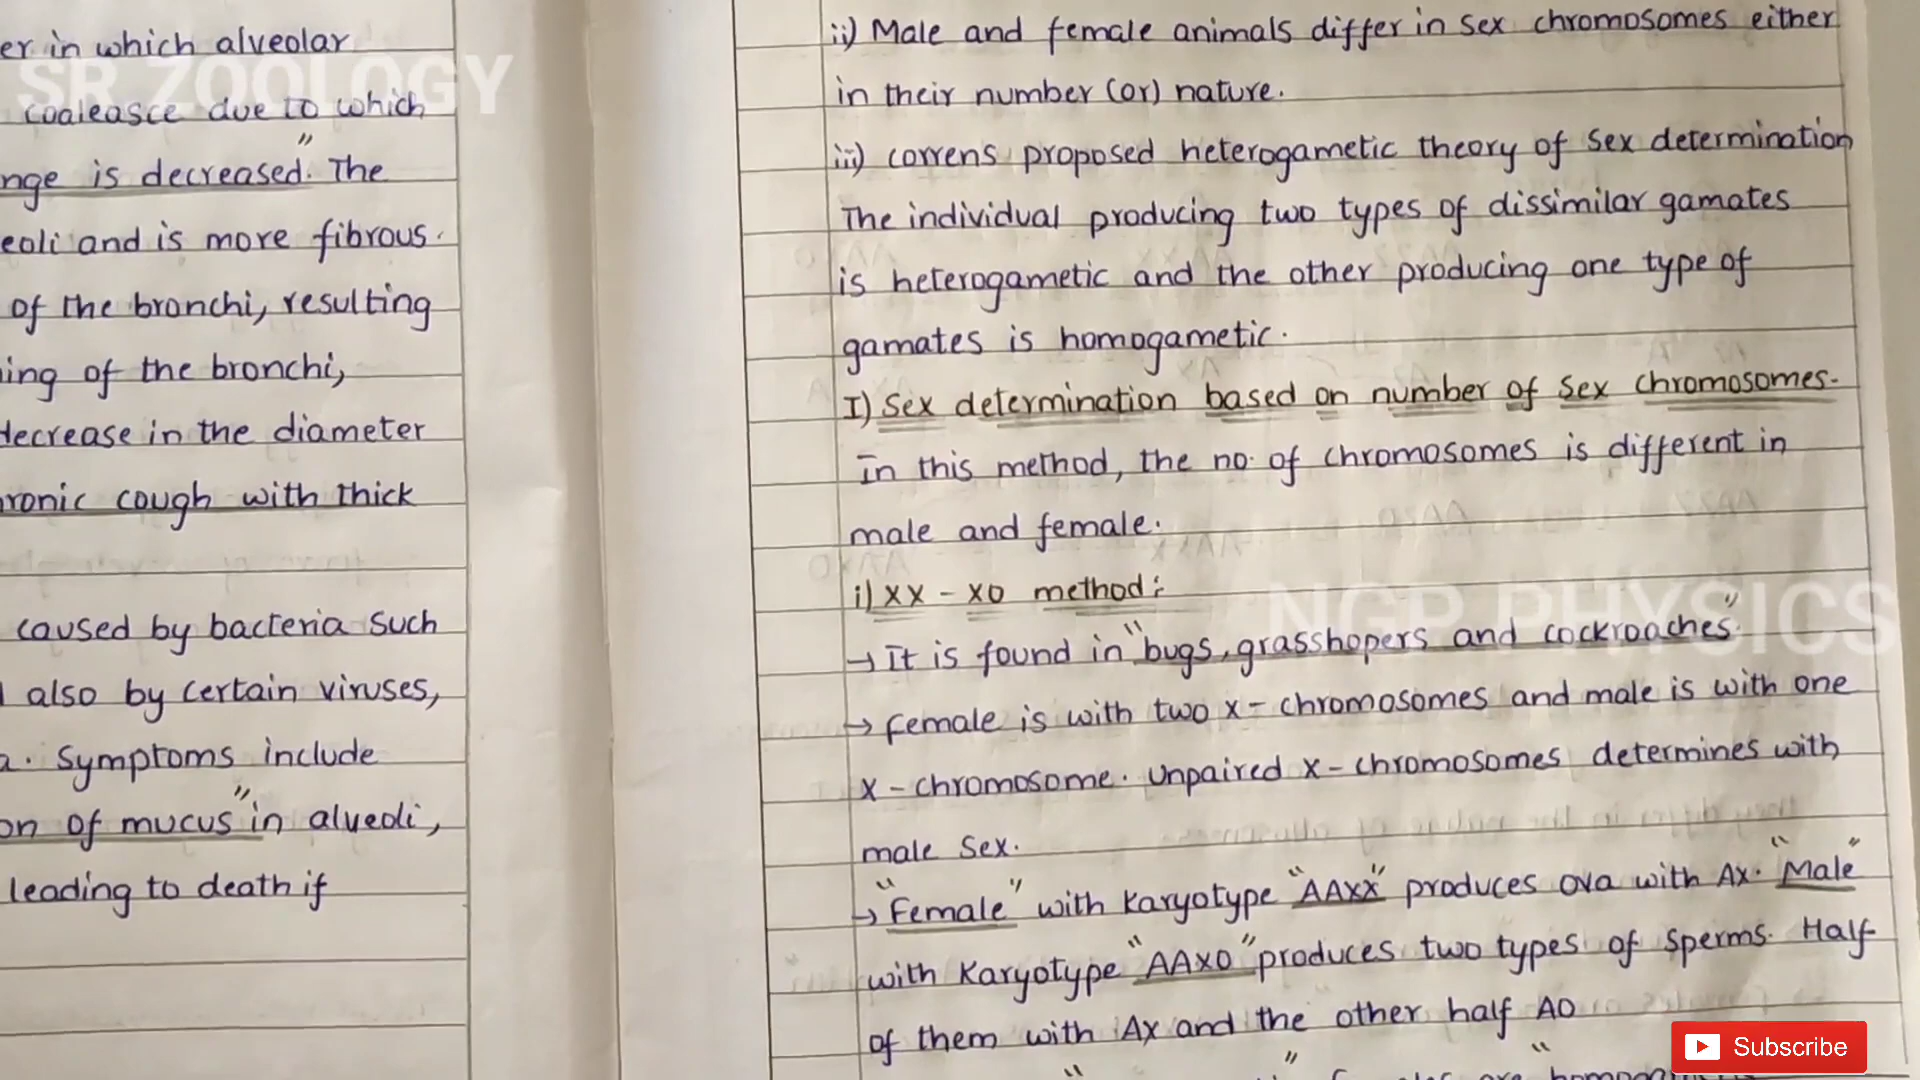 er in which alveolar
SR ZOOLOGY
coaleasce due to which
nge is decreased." The
eoli and is more fibrous.
of the bronchi, resulting
ing of the bronchi,
decrease in the diameter
ronic cough with thick
caused by bacteria such
also by certain viruses,
a. Symptoms include
on of mucus" in alveoli,
leading to death if
ii) Male and female animals differ in sex chromosomes either
in their number (or) nature.
iii) correns proposed heterogametic theory of sex determination
The individual producing two types of dissimilar gamates
is heterogametic and the other producing one type of
gamates is homogametic.
I) Sex determination based on number of sex chromosomes.
In this method, the no. of chromosomes is different in
male and female.
i) XX - XO method:
NGP PHYSICS
→ It is found in "bugs, grasshopers and cockroaches".
→ female is with two x- chromosomes and male is with one
x - chromosome. unpaired x- chromosomes determines with
male sex.
→ "Female" with Karyotype "AAXX" produces ova with AX. "Male"
with Karyotype "AAXO" produces two types of sperms. Half
of them with AX and the other half AO
Subscribe